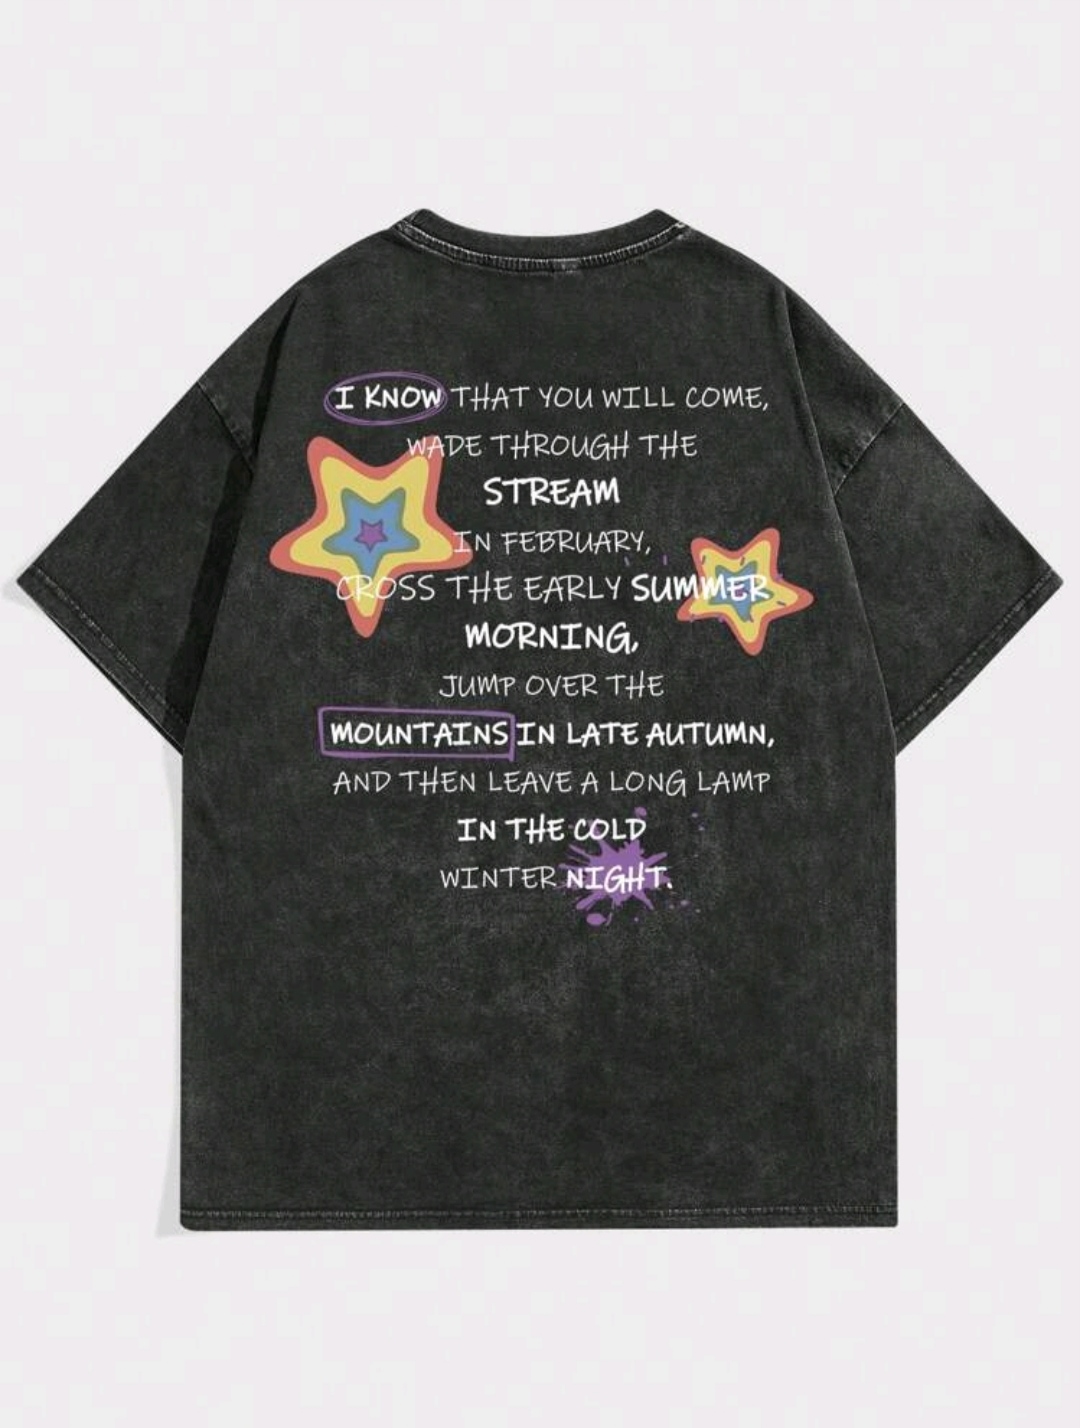 I KNOW THAT YOU WILL COME,
WADE THROUGH THE
STREAM
IN FEBRUARY,
CROSS THE EARLY SUMMER
MORNING,
JUMP OVER THE
MOUNTAINS IN LATE AUTUMN,
AND THEN LEAVE A LONG LAMP
IN THE COLD
WINTER NIGHT.